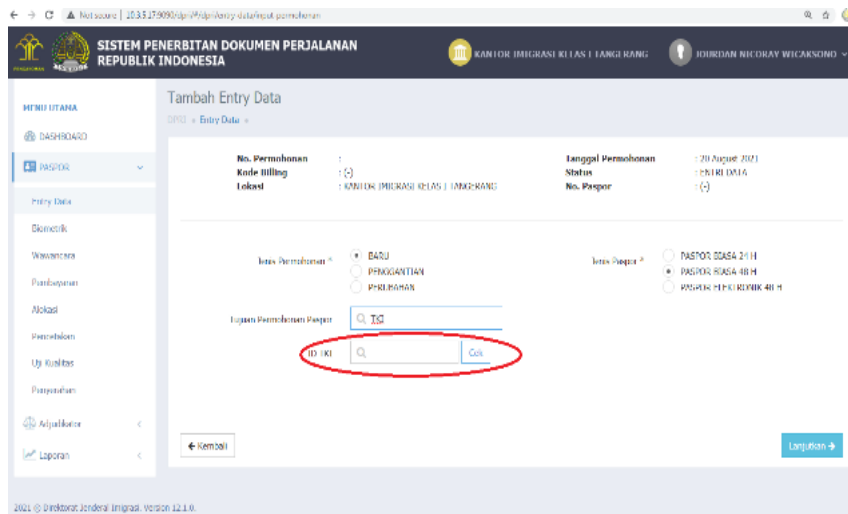 Not secure | 10.3.5.17:9090/dpri/#/dpri/entry-data/input-permohonan
SISTEM PENERBITAN DOKUMEN PERJALANAN
REPUBLIK INDONESIA
KANTOR IMIGRASI KELAS I TANGERANG
JOURDAN NICORAY WICAKSONO
MENU UTAMA
DASHBOARD
PASPOR
Entry Data
Biometrik
Wawancara
Pembayaran
Alokasi
Pencetakan
Uji Kualitas
Penyerahan
Adjudikator
Laporan
Tambah Entry Data
DPRI Entry Data
No. Permohonan :
Kode Billing : (-)
Lokasi : KANTOR IMIGRASI KELAS I TANGERANG
Tanggal Permohonan : 20 August 2021
Status : ENTRI DATA
No. Paspor : (-)
Jenis Permohonan *
BARU
PENGGANTIAN
PERUBAHAN
Jenis Paspor *
PASPOR BIASA 24 H
PASPOR BIASA 48 H
PASPOR ELEKTRONIK 48 H
Tujuan Permohonan Paspor
TKI
ID TKI
Cek
Kembali
Lanjutkan
2021 © Direktorat Jenderal Imigrasi. Version 12.1.0.